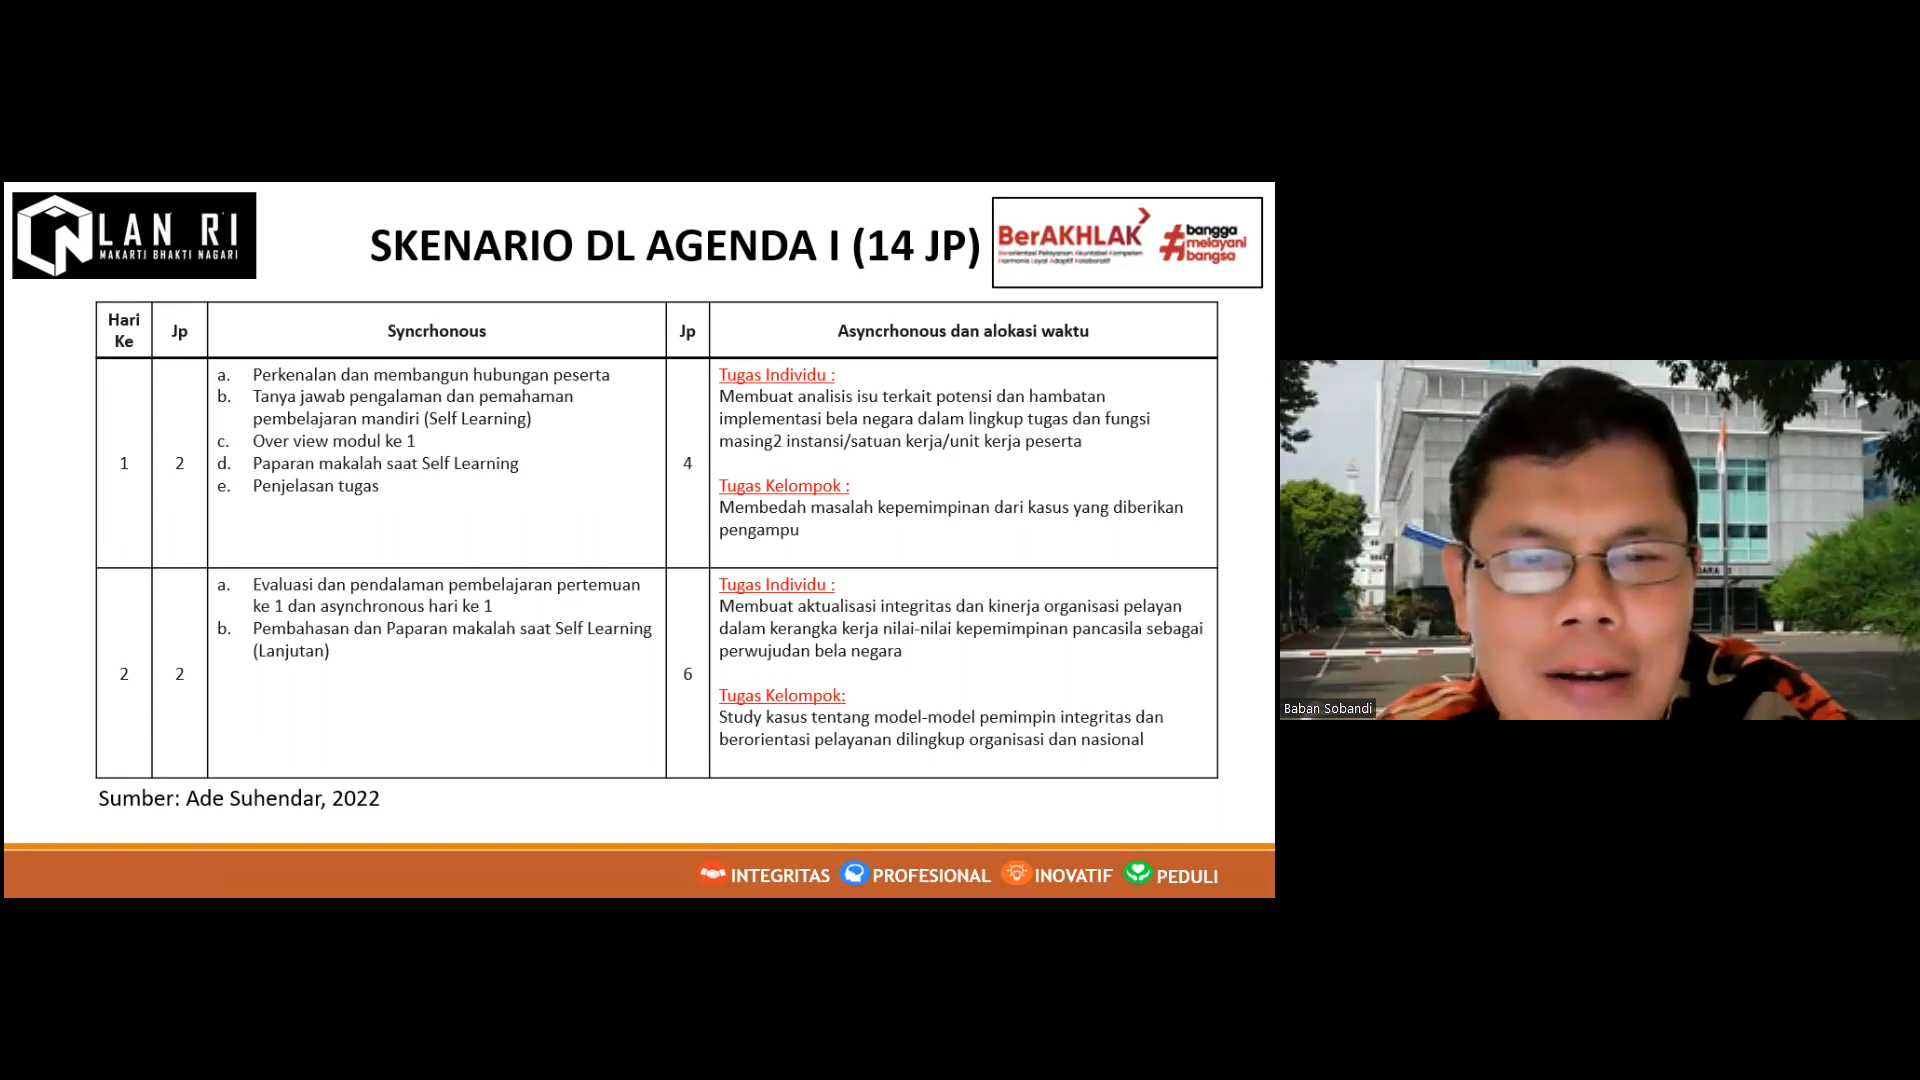 LAN RI
MAKARTI BHAKTI NAGARI
SKENARIO DL AGENDA I (14 JP)
BerAKHLAK
Berorientasi Pelayanan Akuntabel Kompeten
Harmonis Loyal Adaptif Kolaboratif
#bangga
melayani
bangsa
Hari
Ke
Jp
Syncrhonous
Jp
Asyncrhonous dan alokasi waktu
1
2
a. Perkenalan dan membangun hubungan peserta
b. Tanya jawab pengalaman dan pemahaman
pembelajaran mandiri (Self Learning)
c. Over view modul ke 1
d. Paparan makalah saat Self Learning
e. Penjelasan tugas
4
Tugas Individu :
Membuat analisis isu terkait potensi dan hambatan
implementasi bela negara dalam lingkup tugas dan fungsi
masing2 instansi/satuan kerja/unit kerja peserta
Tugas Kelompok :
Membedah masalah kepemimpinan dari kasus yang diberikan
pengampu
2
2
a. Evaluasi dan pendalaman pembelajaran pertemuan
ke 1 dan asynchronous hari ke 1
b. Pembahasan dan Paparan makalah saat Self Learning
(Lanjutan)
6
Tugas Individu :
Membuat aktualisasi integritas dan kinerja organisasi pelayan
dalam kerangka kerja nilai-nilai kepemimpinan pancasila sebagai
perwujudan bela negara
Tugas Kelompok:
Study kasus tentang model-model pemimpin integritas dan
berorientasi pelayanan dilingkup organisasi dan nasional
Sumber: Ade Suhendar, 2022
INTEGRITAS PROFESIONAL INOVATIF PEDULI
Baban Sobandi